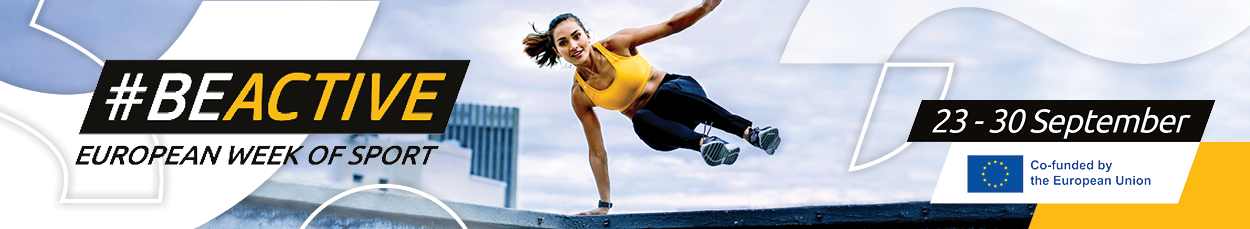 #BEACTIVE
EUROPEAN WEEK OF SPORT
23 - 30 September
Co-funded by
the European Union